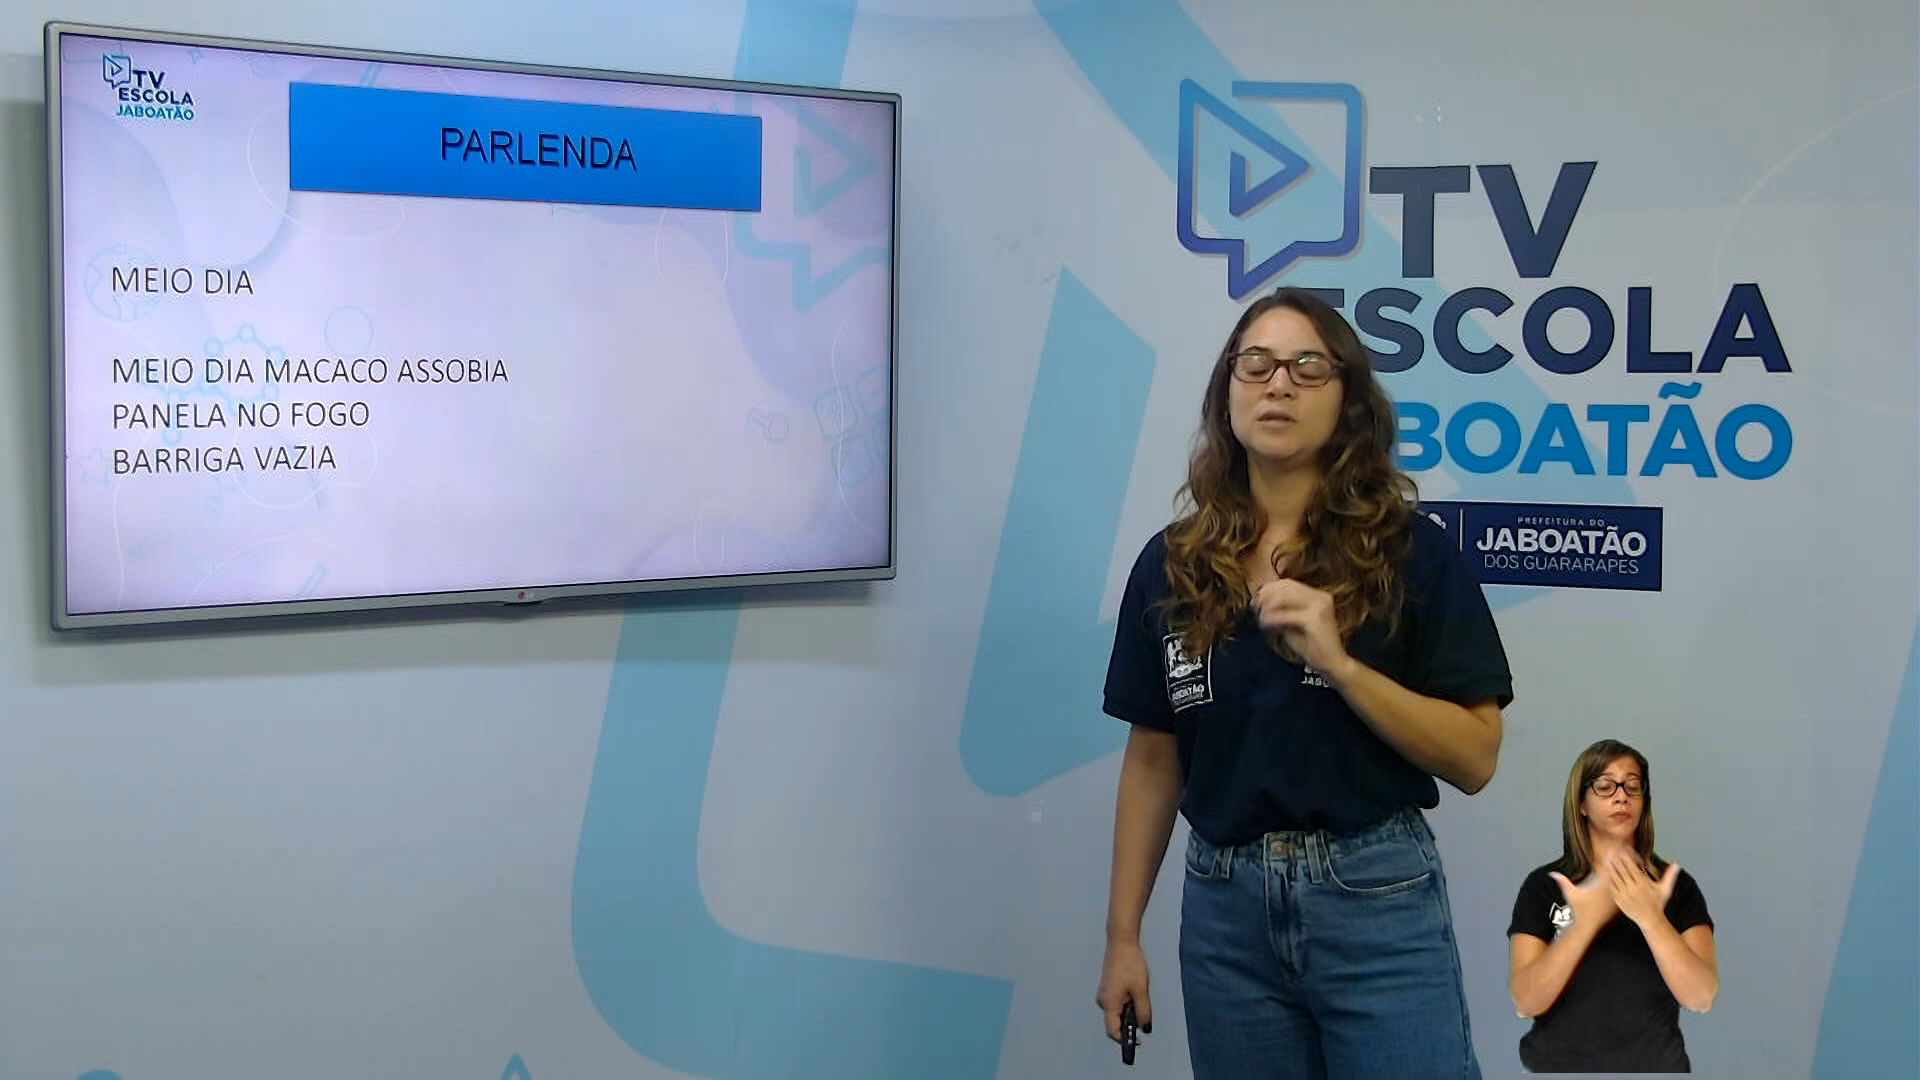 TV
ESCOLA
JABOATÃO
PARLENDA
MEIO DIA
MEIO DIA MACACO ASSOBIA
PANELA NO FOGO
BARRIGA VAZIA
TV
ESCOLA
BOATÃO
PREFEITURA DO
JABOATÃO
DOS GUARARAPES
JABOATÃO